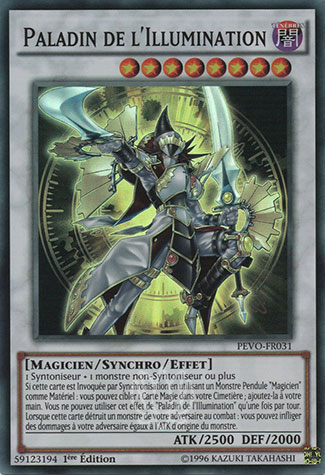 PALADIN DE L'ILLUMINATION
TÉNÈBRES
闇
PEVO-FR031
[MAGICIEN/SYNCHRO/EFFET]
1 Syntoniseur + 1 monstre non-Syntoniseur ou plus
Si cette carte est Invoquée par Synchronisation en utilisant un Monstre Pendule "Magicien"
comme Matériel : vous pouvez cibler 1 Carte Magie dans votre Cimetière ; ajoutez-la à votre
main. Vous ne pouvez utiliser cet effet de "Paladin de l'Illumination" qu'une fois par tour.
Lorsque cette carte détruit un monstre de votre adversaire au combat : vous pouvez infliger
des dommages à votre adversaire égaux à l'ATK d'origine du monstre.
ATK/2500 DEF/2000
59123194 1ère Édition
©1996 KAZUKI TAKAHASHI